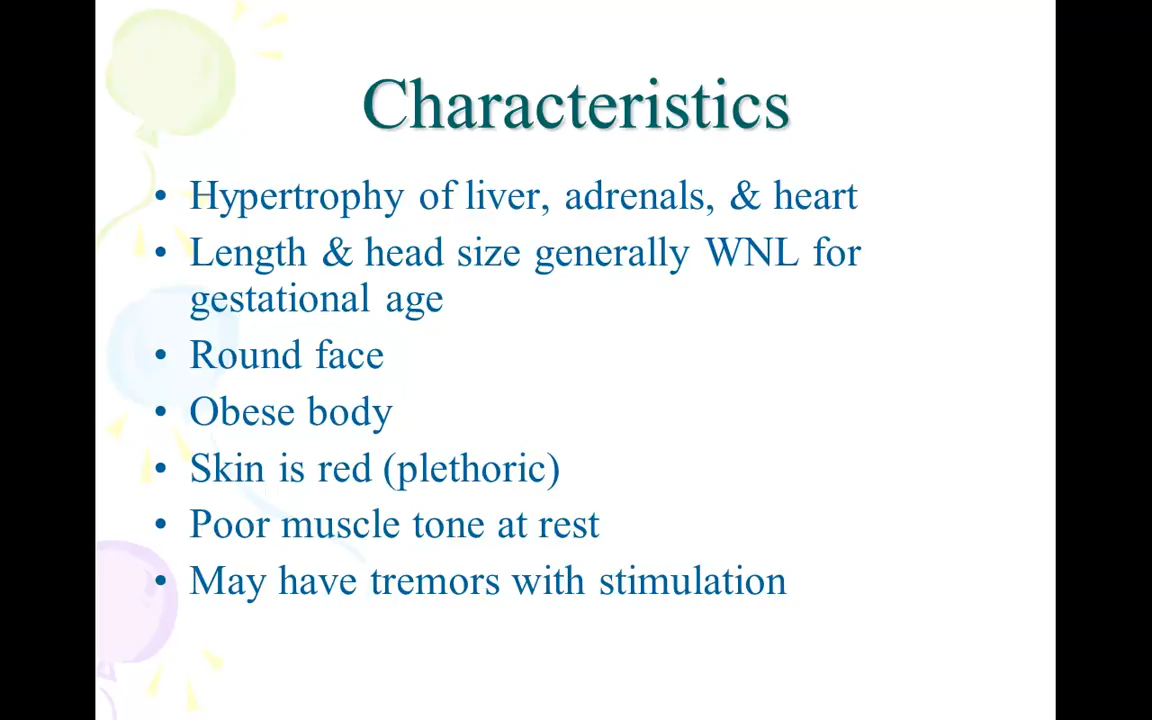 Characteristics
• Hypertrophy of liver, adrenals, & heart
• Length & head size generally WNL for
gestational age
• Round face
• Obese body
• Skin is red (plethoric)
• Poor muscle tone at rest
• May have tremors with stimulation